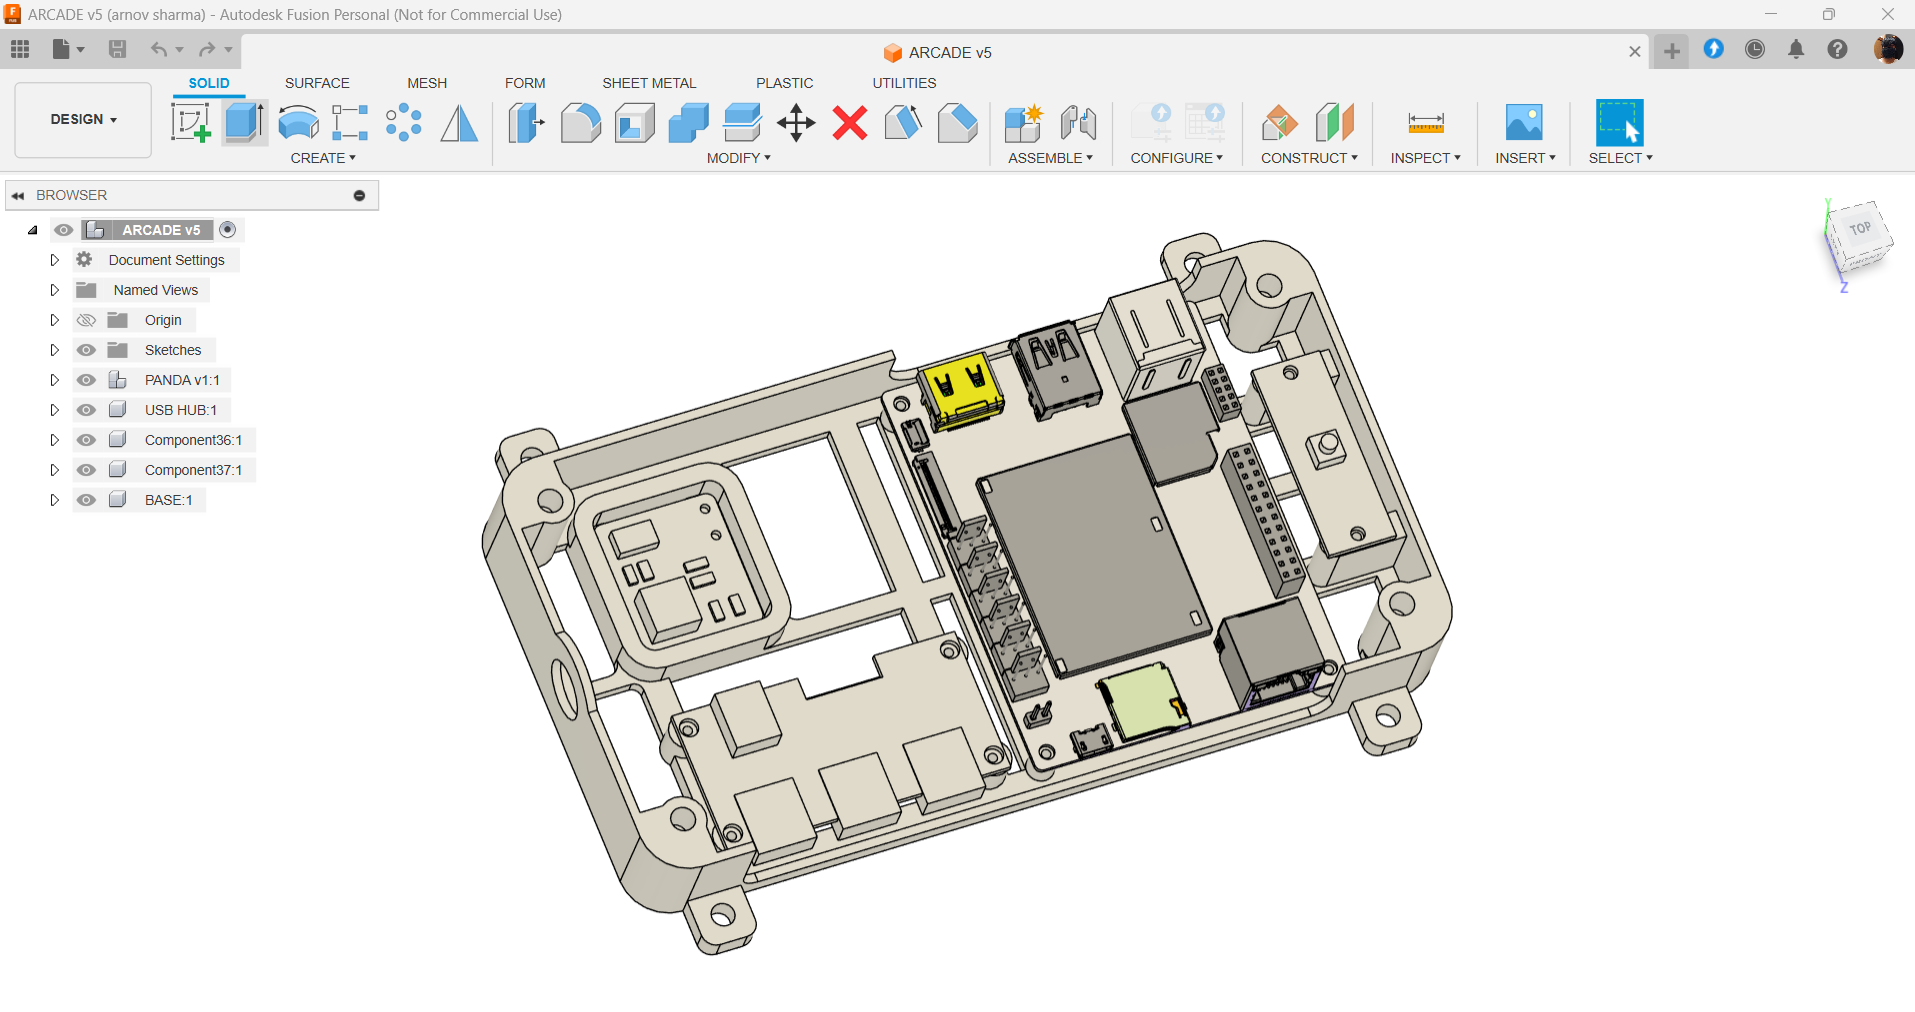 ARCADE v5 (arnov sharma) - Autodesk Fusion Personal (Not for Commercial Use)
ARCADE v5
SOLID SURFACE MESH FORM SHEET METAL PLASTIC UTILITIES
DESIGN
CREATE MODIFY ASSEMBLE CONFIGURE CONSTRUCT INSPECT INSERT SELECT
BROWSER
ARCADE v5
Document Settings
Named Views
Origin
Sketches
PANDA v1:1
USB HUB:1
Component36:1
Component37:1
BASE:1
Y
TOP
Z